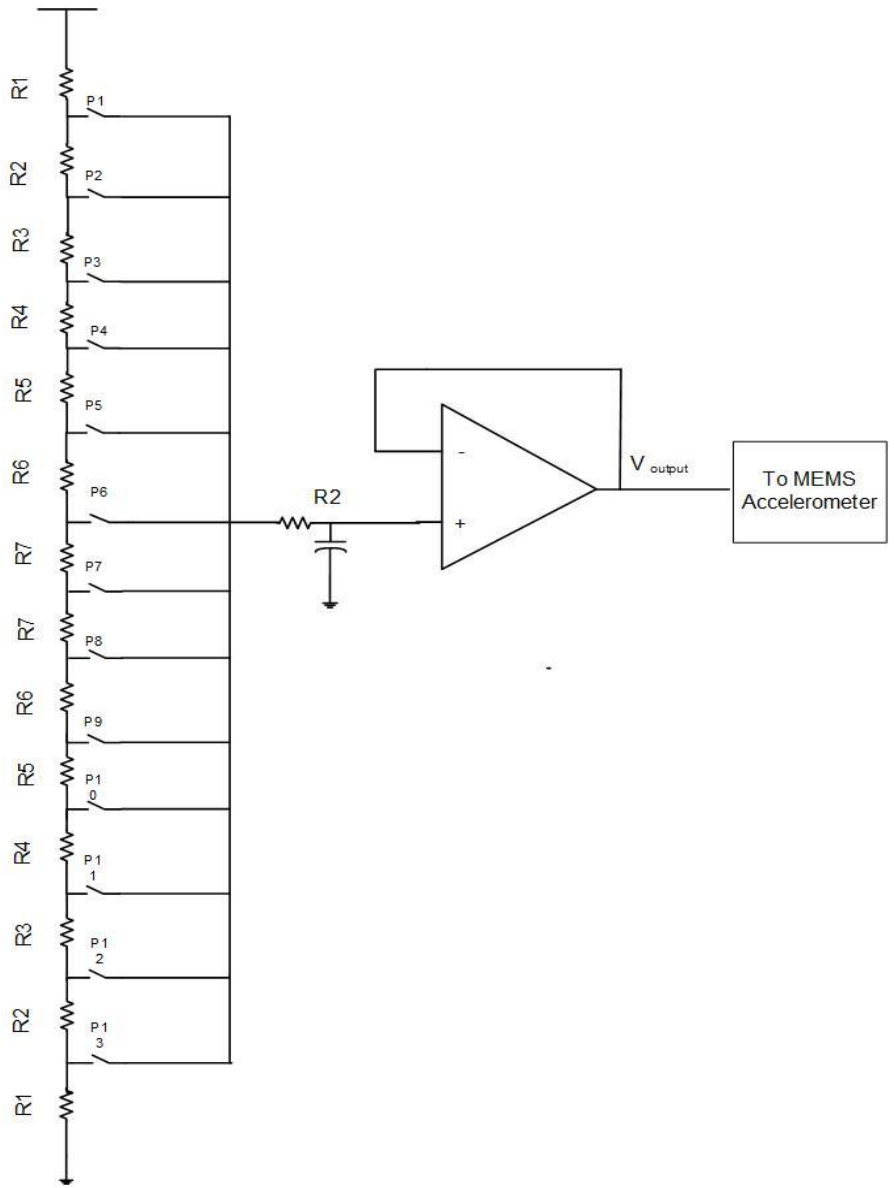 R1
P1
R2
P2
R3
P3
R4
P4
R5
P5
R6
P6
R2
-
+
V output
To MEMS
Accelerometer
R7
P7
R7
P8
R6
P9
R5
P1
0
R4
P1
1
R3
P1
2
R2
P1
3
R1